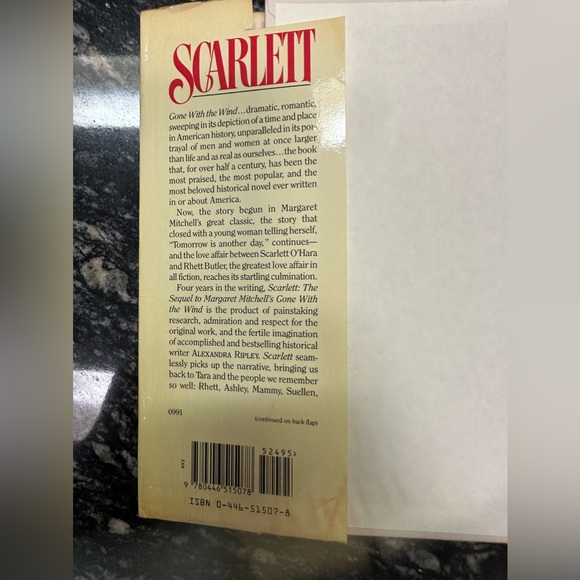 SCARLETT
Gone With the Wind...dramatic, romantic,
sweeping in its depiction of a time and place
in American history, unparalleled in its por-
trayal of men and women at once larger
than life and as real as ourselves...the book
that, for over half a century, has been the
most praised, the most popular, and the
most beloved historical novel ever written
in or about America.
Now, the story begun in Margaret
Mitchell's great classic, the story that
closed with a young woman telling herself,
"Tomorrow is another day," continues—
and the love affair between Scarlett O'Hara
and Rhett Butler, the greatest love affair in
all fiction, reaches its startling culmination.
Four years in the writing, Scarlett: The
Sequel to Margaret Mitchell's Gone With
the Wind is the product of painstaking
research, admiration and respect for the
original work, and the fertile imagination
of accomplished and bestselling historical
writer ALEXANDRA RIPLEY. Scarlett seam-
lessly picks up the narrative, bringing us
back to Tara and the people we remember
so well: Rhett, Ashley, Mammy, Suellen,
0991
(continued on back flap)
52495>
9 780446 515078
ISBN 0-446-51507-8